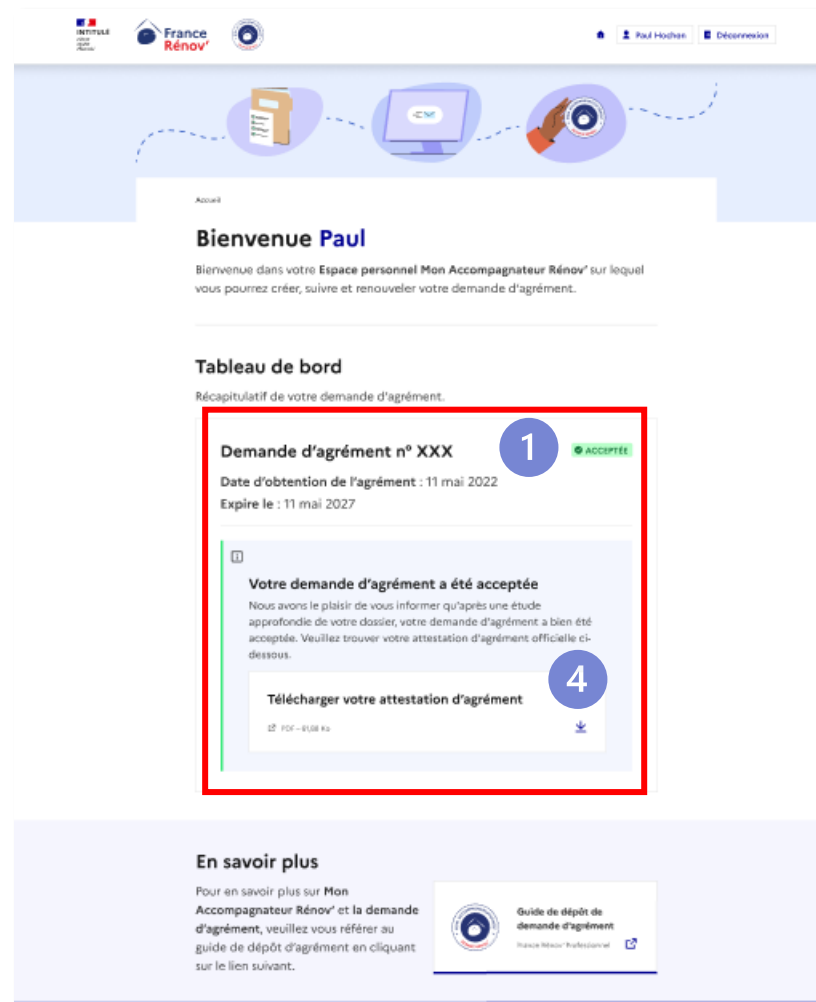 INTITULÉ
France
Rénov'
Paul Hochon
Déconnexion
Accueil
Bienvenue Paul
Bienvenue dans votre Espace personnel Mon Accompagnateur Rénov' sur lequel
vous pourrez créer, suivre et renouveler votre demande d'agrément.
Tableau de bord
Récapitulatif de votre demande d'agrément.
Demande d'agrément n° XXX
1
ACCEPTÉE
Date d'obtention de l'agrément : 11 mai 2022
Expire le : 11 mai 2027
Votre demande d'agrément a été acceptée
Nous avons le plaisir de vous informer qu'après une étude
approfondie de votre dossier, votre demande d'agrément a bien été
acceptée. Veuillez trouver votre attestation d'agrément officielle ci-
dessous.
4
Télécharger votre attestation d'agrément
PDF – 61,88 Ko
En savoir plus
Pour en savoir plus sur Mon
Accompagnateur Rénov' et la demande
d'agrément, veuillez vous référer au
guide de dépôt d'agrément en cliquant
sur le lien suivant.
Guide de dépôt de
demande d'agrément
France Rénov' Professionnel